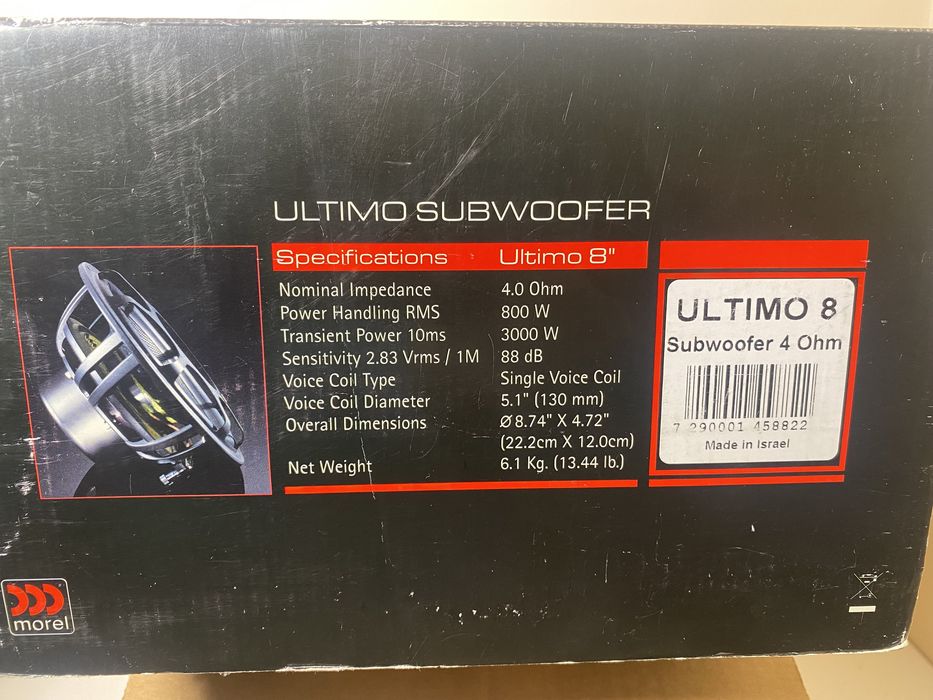 ULTIMO SUBWOOFER
Specifications Ultimo 8"
Nominal Impedance 4.0 Ohm
Power Handling RMS 800 W
Transient Power 10ms 3000 W
Sensitivity 2.83 Vrms / 1M 88 dB
Voice Coil Type Single Voice Coil
Voice Coil Diameter 5.1" (130 mm)
Overall Dimensions Ø8.74" X 4.72"
(22.2cm X 12.0cm)
Net Weight 6.1 Kg. (13.44 lb.)
ULTIMO 8
Subwoofer 4 Ohm
7 290001 458822
Made in Israel
morel